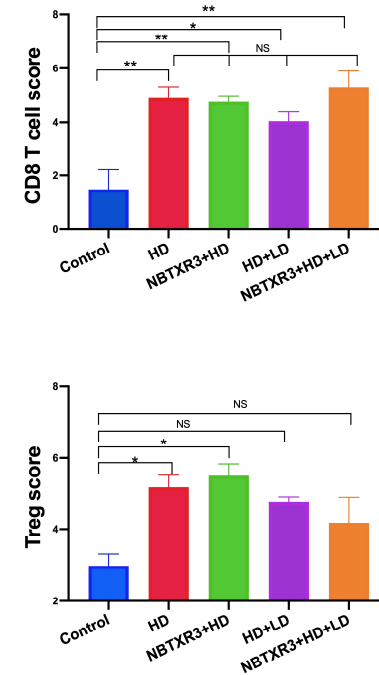 **
*
**
NS
**
CD8 T cell score
8
6
4
2
0
Control
HD
NBTXR3+HD
HD+LD
NBTXR3+HD+LD
NS
NS
*
*
Treg score
8
6
4
2
Control
HD
NBTXR3+HD
HD+LD
NBTXR3+HD+LD